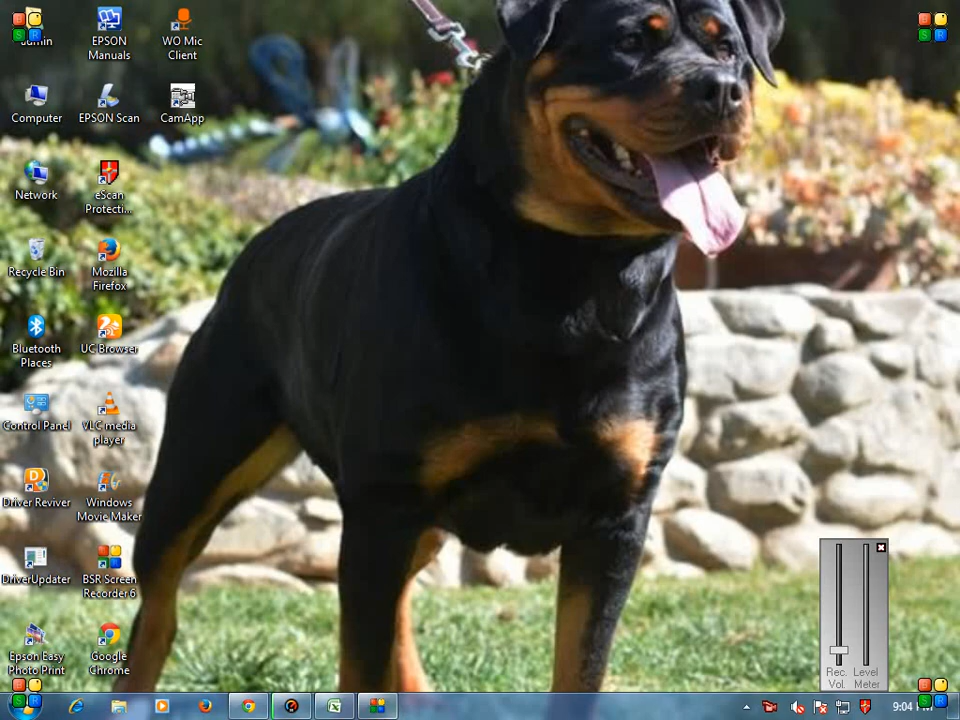 admin
EPSON
Manuals
WO Mic
Client
Computer
EPSON Scan
CamApp
Network
eScan
Protecti...
Recycle Bin
Mozilla
Firefox
Bluetooth
Places
UC Browser
Control Panel
VLC media
player
Driver Reviver
Windows
Movie Maker
DriverUpdater
BSR Screen
Recorder 6
Epson Easy
Photo Print
Google
Chrome
Rec. Level
Vol. Meter
9:04 PM